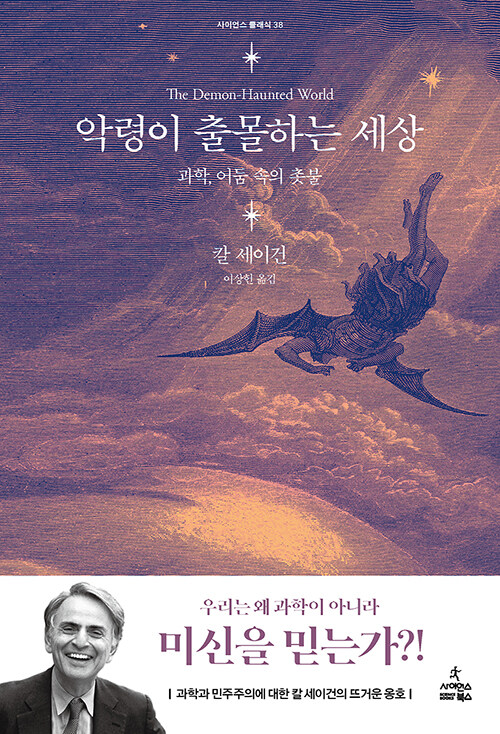 사이언스 클래식 38
The Demon-Haunted World
악령이 출몰하는 세상
과학, 어둠 속의 촛불
칼 세이건
이상헌 옮김
우리는 왜 과학이 아니라
미신을 믿는가?!
| 과학과 민주주의에 대한 칼 세이건의 뜨거운 옹호 |
사이언스
SCIENCE BOOKS 북스